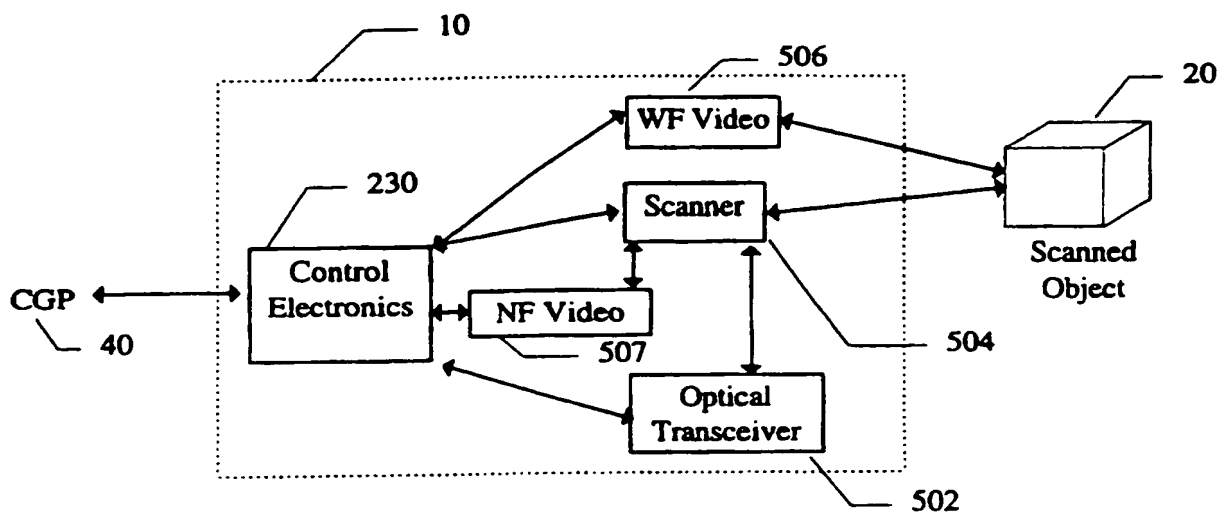 10
506
20
WF Video
230
Scanner
Control
Electronics
Scanned
Object
CGP
NF Video
40
507
504
Optical
Transceiver
502